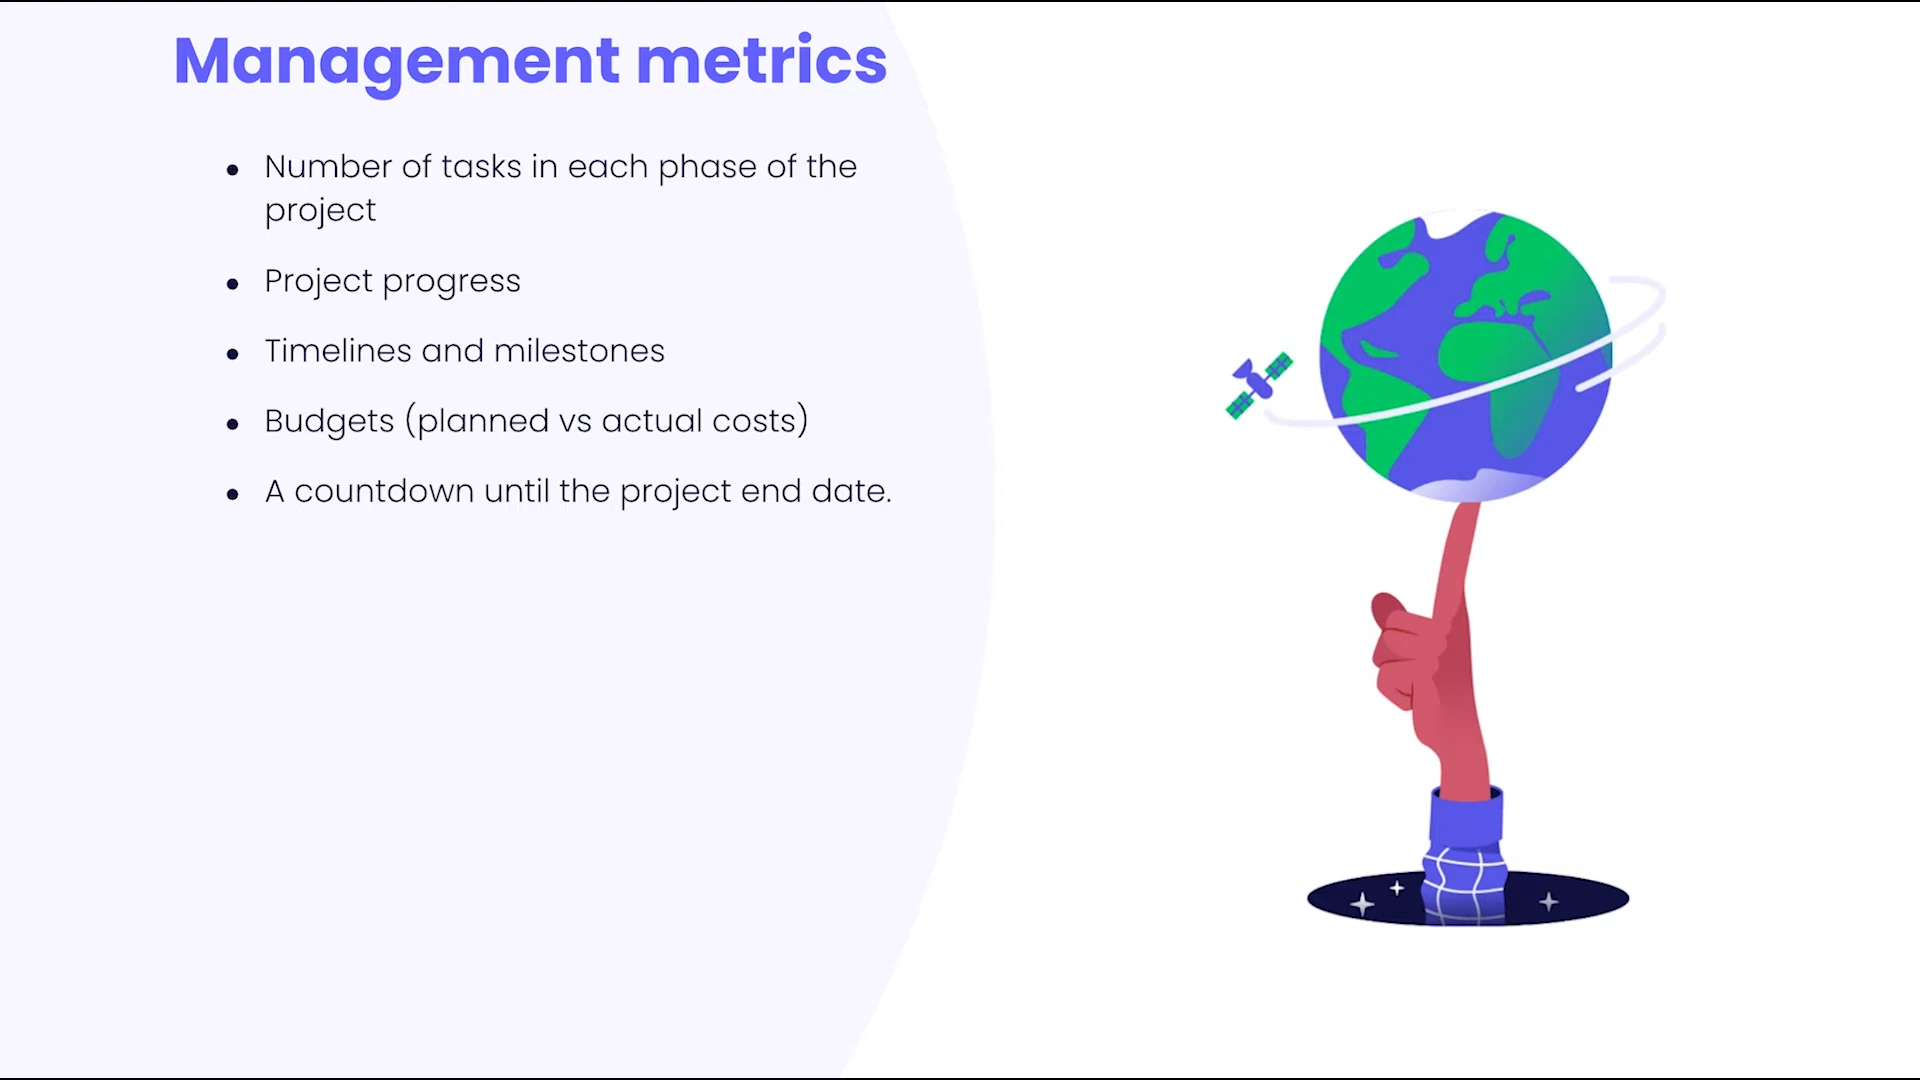 Management metrics
• Number of tasks in each phase of the
project
• Project progress
• Timelines and milestones
• Budgets (planned vs actual costs)
• A countdown until the project end date.